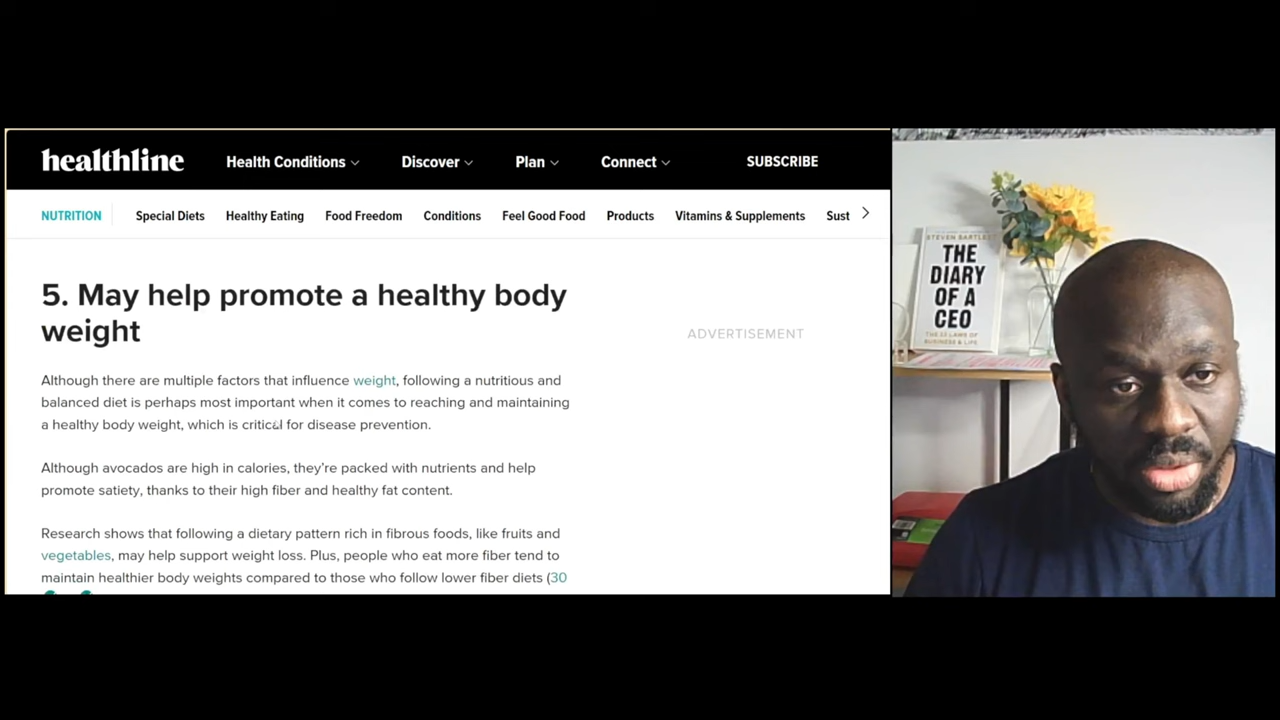 healthline
Health Conditions
Discover
Plan
Connect
SUBSCRIBE
NUTRITION
Special Diets
Healthy Eating
Food Freedom
Conditions
Feel Good Food
Products
Vitamins & Supplements
Sust
5. May help promote a healthy body
weight
ADVERTISEMENT
Although there are multiple factors that influence weight, following a nutritious and
balanced diet is perhaps most important when it comes to reaching and maintaining
a healthy body weight, which is critical for disease prevention.
Although avocados are high in calories, they're packed with nutrients and help
promote satiety, thanks to their high fiber and healthy fat content.
Research shows that following a dietary pattern rich in fibrous foods, like fruits and
vegetables, may help support weight loss. Plus, people who eat more fiber tend to
maintain healthier body weights compared to those who follow lower fiber diets (30
STEVEN BARTLETT
THE
DIARY
OF A
CEO
THE 33 LAWS OF
BUSINESS & LIFE